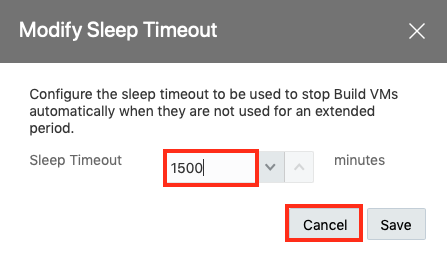 Modify Sleep Timeout
Configure the sleep timeout to be used to stop Build VMs
automatically when they are not used for an extended
period.
Sleep Timeout 1500 minutes
Cancel Save